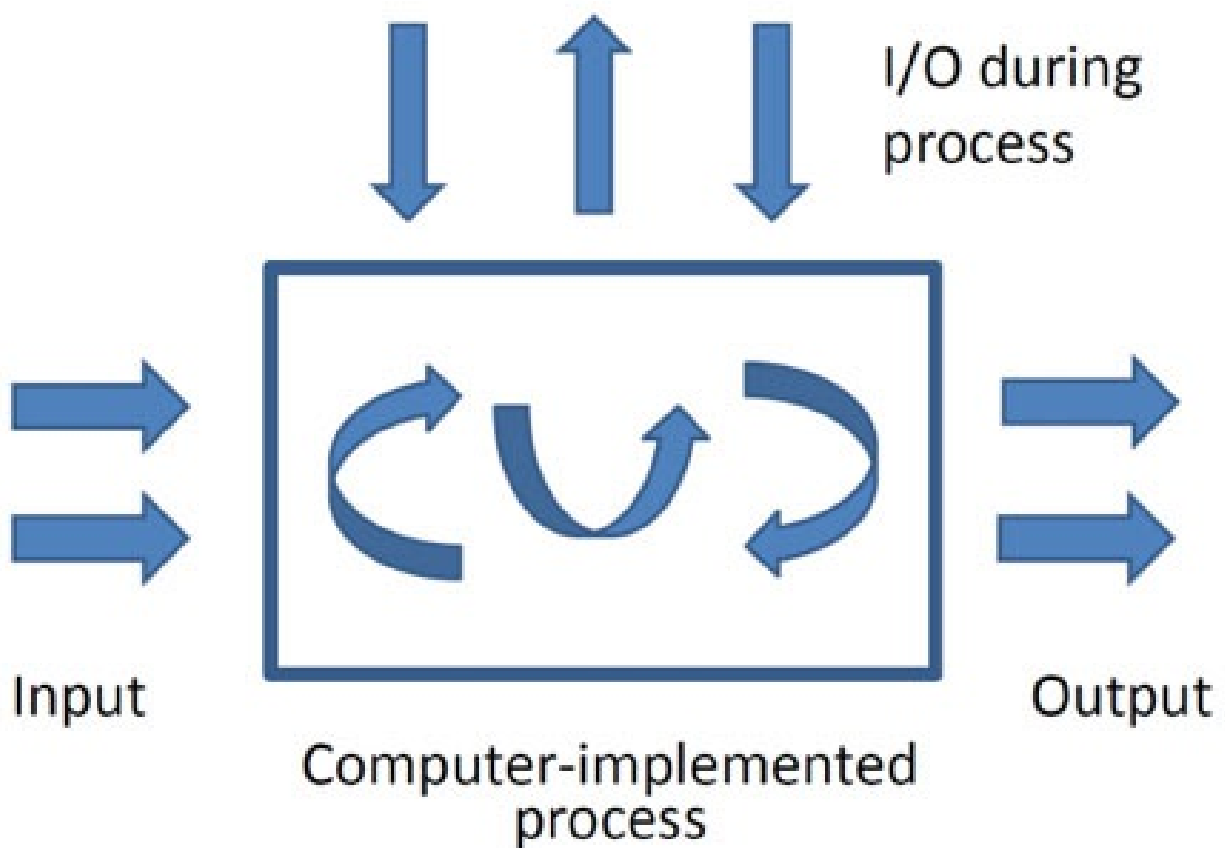 I/O during
process
Input
Output
Computer-implemented
process